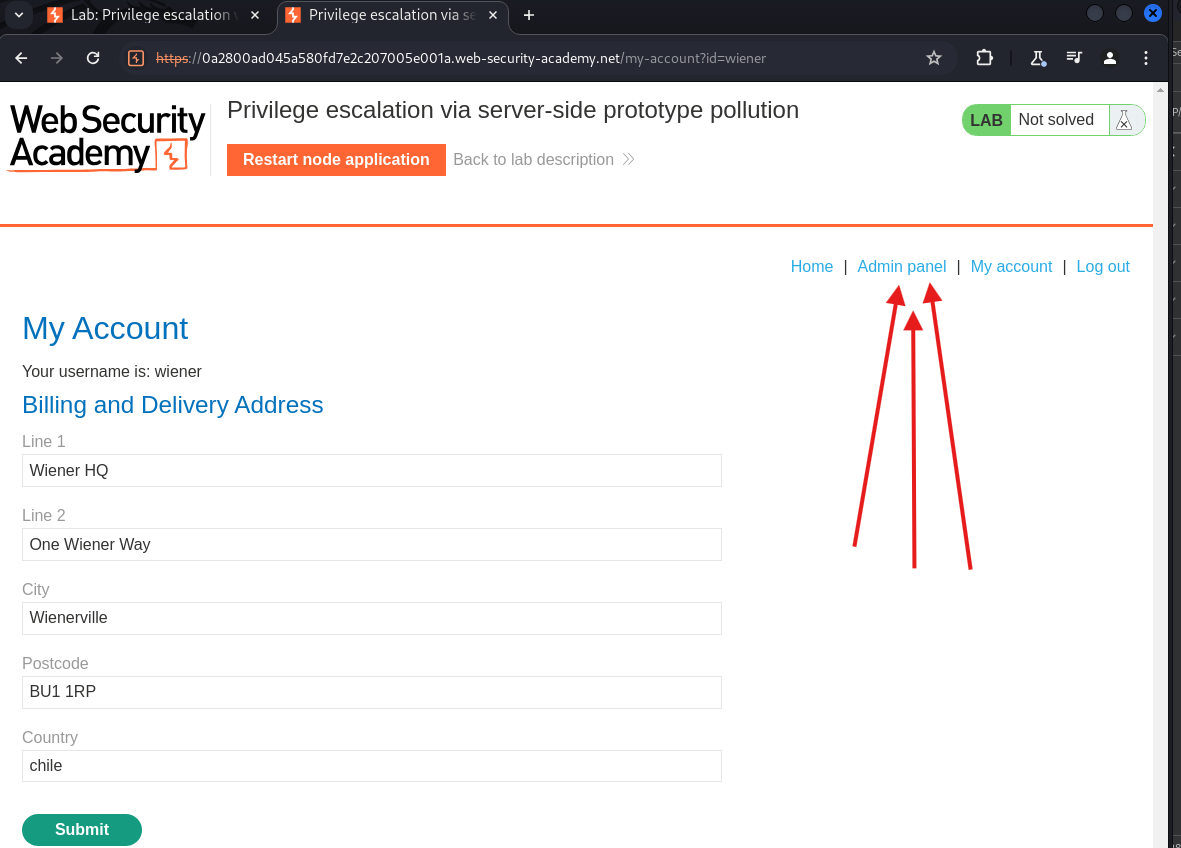 Lab: Privilege escalation v
Privilege escalation via se
https://0a2800ad045a580fd7e2c207005e001a.web-security-academy.net/my-account?id=wiener
Web Security
Academy
Privilege escalation via server-side prototype pollution
LAB Not solved
Restart node application Back to lab description
Home | Admin panel | My account | Log out
My Account
Your username is: wiener
Billing and Delivery Address
Line 1
Wiener HQ
Line 2
One Wiener Way
City
Wienerville
Postcode
BU1 1RP
Country
chile
Submit